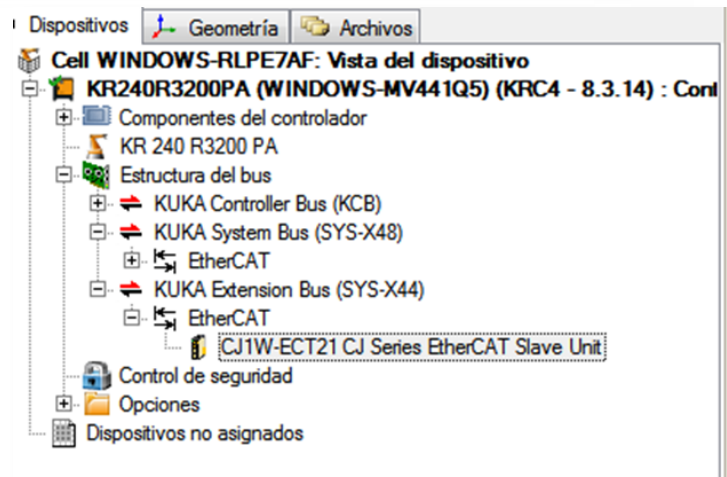 Dispositivos Geometría Archivos
Cell WINDOWS-RLPE7AF: Vista del dispositivo
KR240R3200PA (WINDOWS-MV441Q5) (KRC4 - 8.3.14) : Conl
Componentes del controlador
KR 240 R3200 PA
Estructura del bus
KUKA Controller Bus (KCB)
KUKA System Bus (SYS-X48)
EtherCAT
KUKA Extension Bus (SYS-X44)
EtherCAT
CJ1W-ECT21 CJ Series EtherCAT Slave Unit
Control de seguridad
Opciones
Dispositivos no asignados